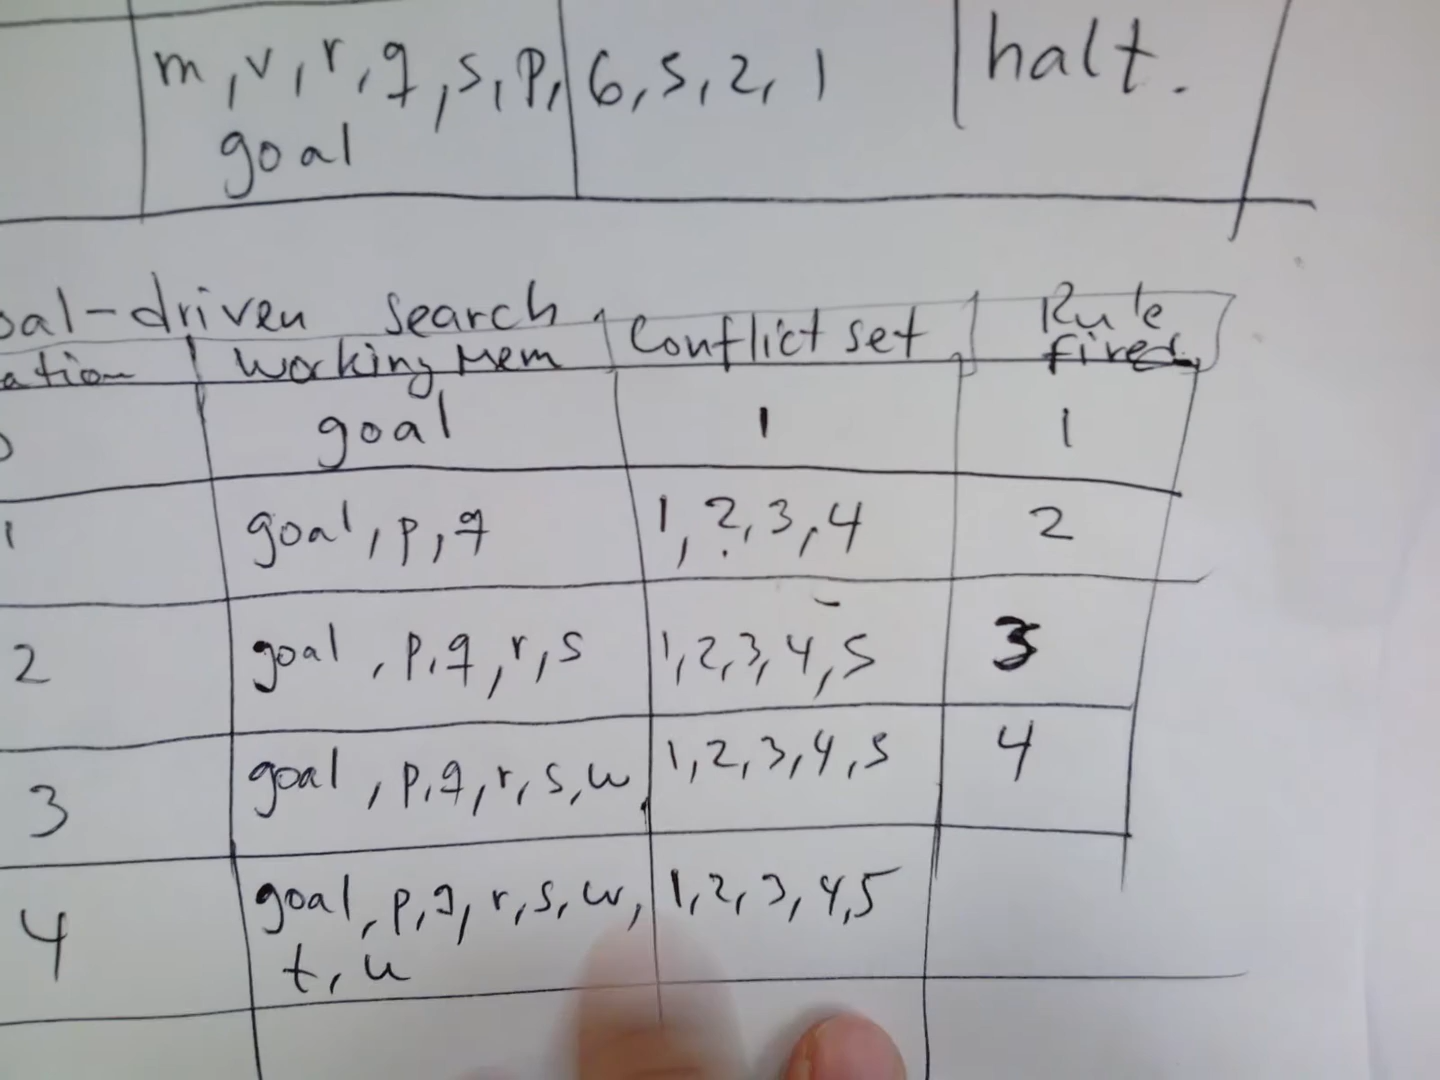 m, v, r, q, s, p, 6, 5, 2, 1 halt.
goal
oal-driven search
ation Working Mem Conflict set Rule fired
0 goal 1 1
1 goal, p, q 1, 2, 3, 4 2
2 goal, p, q, r, s 1, 2, 3, 4, 5 3
3 goal, p, q, r, s, w 1, 2, 3, 4, 5 4
4 goal, p, q, r, s, w, 1, 2, 3, 4, 5
t, u